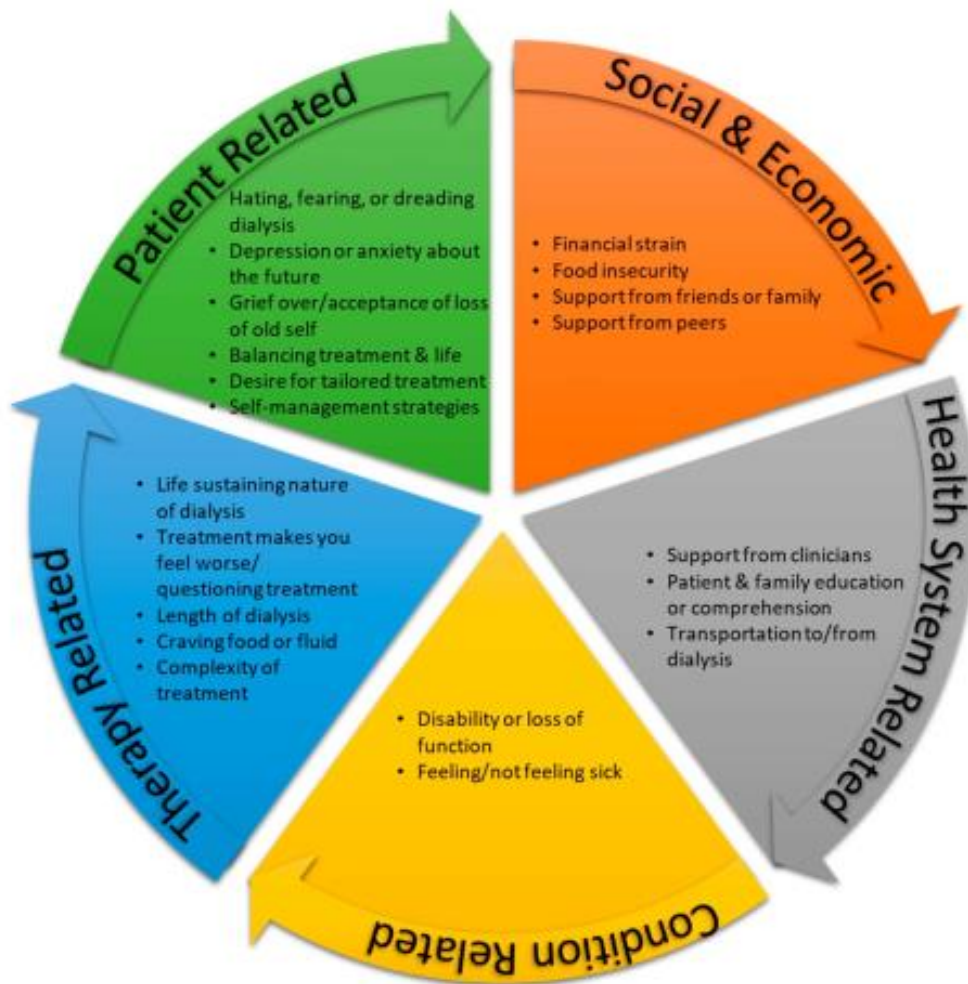 Patient Related
Hating, fearing, or dreading
dialysis
• Depression or anxiety about
the future
• Grief over/acceptance of loss
of old self
• Balancing treatment & life
• Desire for tailored treatment
• Self-management strategies
Social & Economic
• Financial strain
• Food insecurity
• Support from friends or family
• Support from peers
Health System Related
• Support from clinicians
• Patient & family education
or comprehension
• Transportation to/from
dialysis
Condition Related
• Disability or loss of
function
• Feeling/not feeling sick
Therapy Related
• Life sustaining nature
of dialysis
• Treatment makes you
feel worse/
questioning treatment
• Length of dialysis
• Craving food or fluid
• Complexity of
treatment